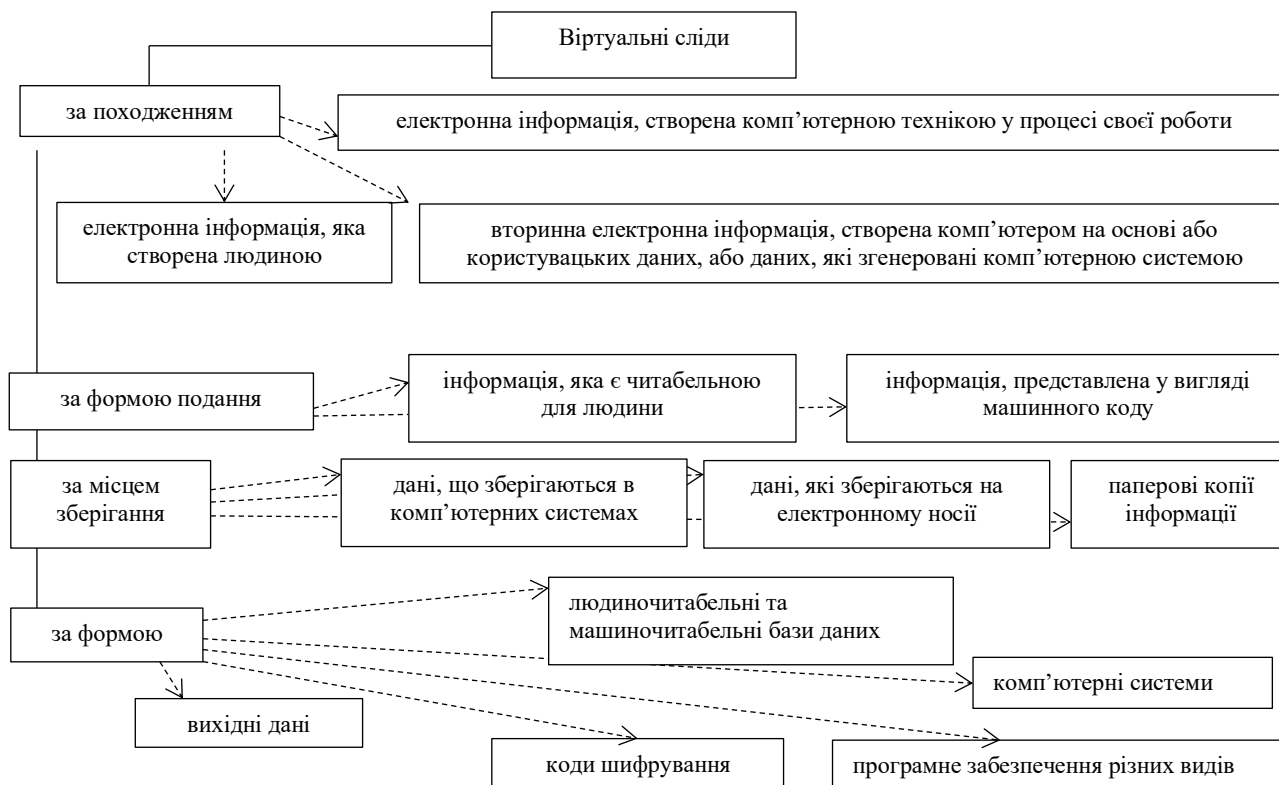 Віртуальні сліди
за походженням
електронна інформація, створена комп’ютерною технікою у процесі своєї роботи
електронна інформація, яка
створена людиною
вторинна електронна інформація, створена комп’ютером на основі або
користувацьких даних, або даних, які згенеровані комп’ютерною системою
за формою подання
інформація, яка є читабельною
для людини
інформація, представлена у вигляді
машинного коду
за місцем
зберігання
дані, що зберігаються в
комп’ютерних системах
дані, які зберігаються на
електронному носії
паперові копії
інформації
за формою
людиночитабельні та
машиночитабельні бази даних
комп’ютерні системи
вихідні дані
коди шифрування
програмне забезпечення різних видів